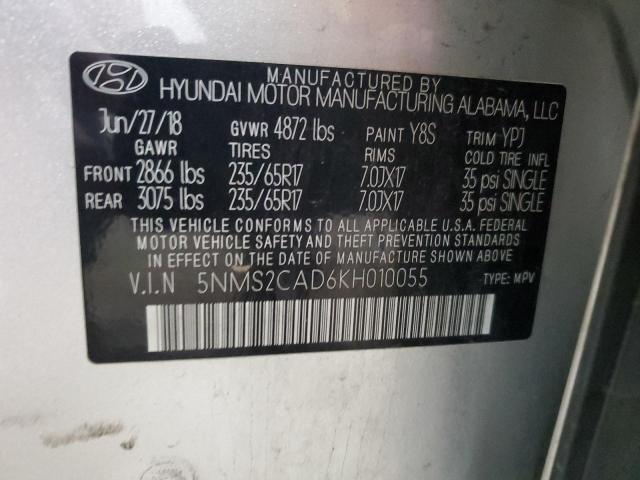 MANUFACTURED BY
HYUNDAI MOTOR MANUFACTURING ALABAMA, LLC
Jun/27/18 GVWR 4872 lbs PAINT Y8S TRIM YPJ
GAWR TIRES RIMS COLD TIRE INFL
FRONT 2866 lbs 235/65R17 7.0JX17 35 psi SINGLE
REAR 3075 lbs 235/65R17 7.0JX17 35 psi SINGLE
THIS VEHICLE CONFORMS TO ALL APPLICABLE U.S.A. FEDERAL
MOTOR VEHICLE SAFETY AND THEFT PREVENTION STANDARDS
IN EFFECT ON THE DATE OF MANUFACTURE SHOWN ABOVE.
V.I.N 5NMS2CAD6KH010055 TYPE: MPV